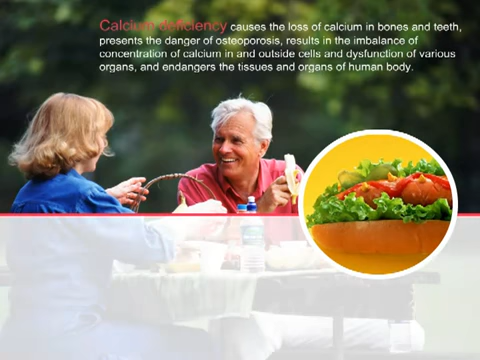 Calcium deficiency causes the loss of calcium in bones and teeth,
presents the danger of osteoporosis, results in the imbalance of
concentration of calcium in and outside cells and dysfunction of various
organs, and endangers the tissues and organs of human body.